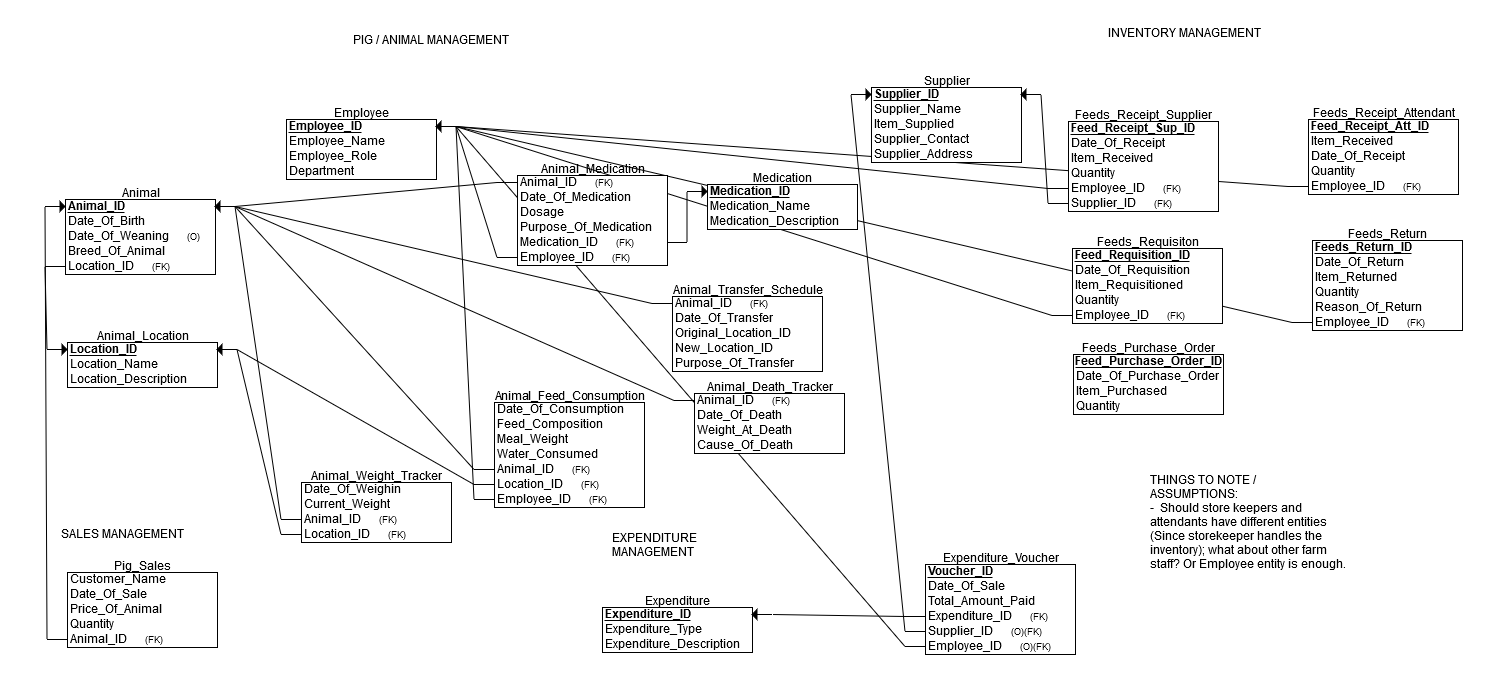 PIG / ANIMAL MANAGEMENT
INVENTORY MANAGEMENT
Employee
Employee_ID
Employee_Name
Employee_Role
Department
Supplier
Supplier_ID
Supplier_Name
Item_Supplied
Supplier_Contact
Supplier_Address
Feeds_Receipt_Supplier
Feed_Receipt_Sup_ID
Date_Of_Receipt
Item_Received
Quantity
Employee_ID (FK)
Supplier_ID (FK)
Feeds_Receipt_Attendant
Feed_Receipt_Att_ID
Item_Received
Date_Of_Receipt
Quantity
Employee_ID (FK)
Animal
Animal_ID
Date_Of_Birth
Date_Of_Weaning (O)
Breed_Of_Animal
Location_ID (FK)
Animal_Medication
Animal_ID (FK)
Date_Of_Medication
Dosage
Purpose_Of_Medication
Medication_ID (FK)
Employee_ID (FK)
Medication
Medication_ID
Medication_Name
Medication_Description
Feeds_Requisiton
Feed_Requisition_ID
Date_Of_Requisition
Item_Requisitioned
Quantity
Employee_ID (FK)
Feeds_Return
Feeds_Return_ID
Date_Of_Return
Item_Returned
Quantity
Reason_Of_Return
Employee_ID (FK)
Animal_Transfer_Schedule
Animal_ID (FK)
Date_Of_Transfer
Original_Location_ID
New_Location_ID
Purpose_Of_Transfer
Animal_Location
Location_ID
Location_Name
Location_Description
Feeds_Purchase_Order
Feed_Purchase_Order_ID
Date_Of_Purchase_Order
Item_Purchased
Quantity
Animal_Feed_Consumption
Date_Of_Consumption
Feed_Composition
Meal_Weight
Water_Consumed
Animal_ID (FK)
Location_ID (FK)
Employee_ID (FK)
Animal_Death_Tracker
Animal_ID (FK)
Date_Of_Death
Weight_At_Death
Cause_Of_Death
Animal_Weight_Tracker
Date_Of_Weighin
Current_Weight
Animal_ID (FK)
Location_ID (FK)
THINGS TO NOTE /
ASSUMPTIONS:
- Should store keepers and
attendants have different entities
(Since storekeeper handles the
inventory); what about other farm
staff? Or Employee entity is enough.
SALES MANAGEMENT
Pig_Sales
Customer_Name
Date_Of_Sale
Price_Of_Animal
Quantity
Animal_ID (FK)
EXPENDITURE
MANAGEMENT
Expenditure
Expenditure_ID
Expenditure_Type
Expenditure_Description
Expenditure_Voucher
Voucher_ID
Date_Of_Sale
Total_Amount_Paid
Expenditure_ID (FK)
Supplier_ID (O)(FK)
Employee_ID (O)(FK)